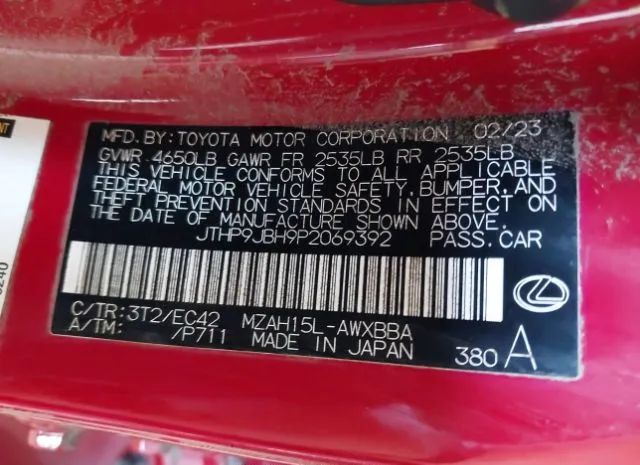 MFD.BY:TOYOTA MOTOR CORPORATION 02/23
GVWR 4650LB GAWR FR 2535LB RR 2535LB
THIS VEHICLE CONFORMS TO ALL APPLICABLE
FEDERAL MOTOR VEHICLE SAFETY,BUMPER,AND
THEFT PREVENTION STANDARDS IN EFFECT ON
THE DATE OF MANUFACTURE SHOWN ABOVE.
JTHP9JBH9P2069392 PASS.CAR
C/TR:3T2/EC42 MZAH15L-AWXBBA
A/TM: /P711 MADE IN JAPAN
380 A